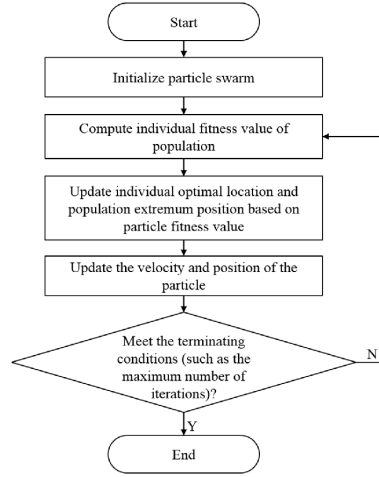 Start
Initialize particle swarm
Compute individual fitness value of
population
Update individual optimal location and
population extremum position based on
particle fitness value
Update the velocity and position of the
particle
Meet the terminating
conditions (such as the
maximum number of
iterations)?
N
Y
End